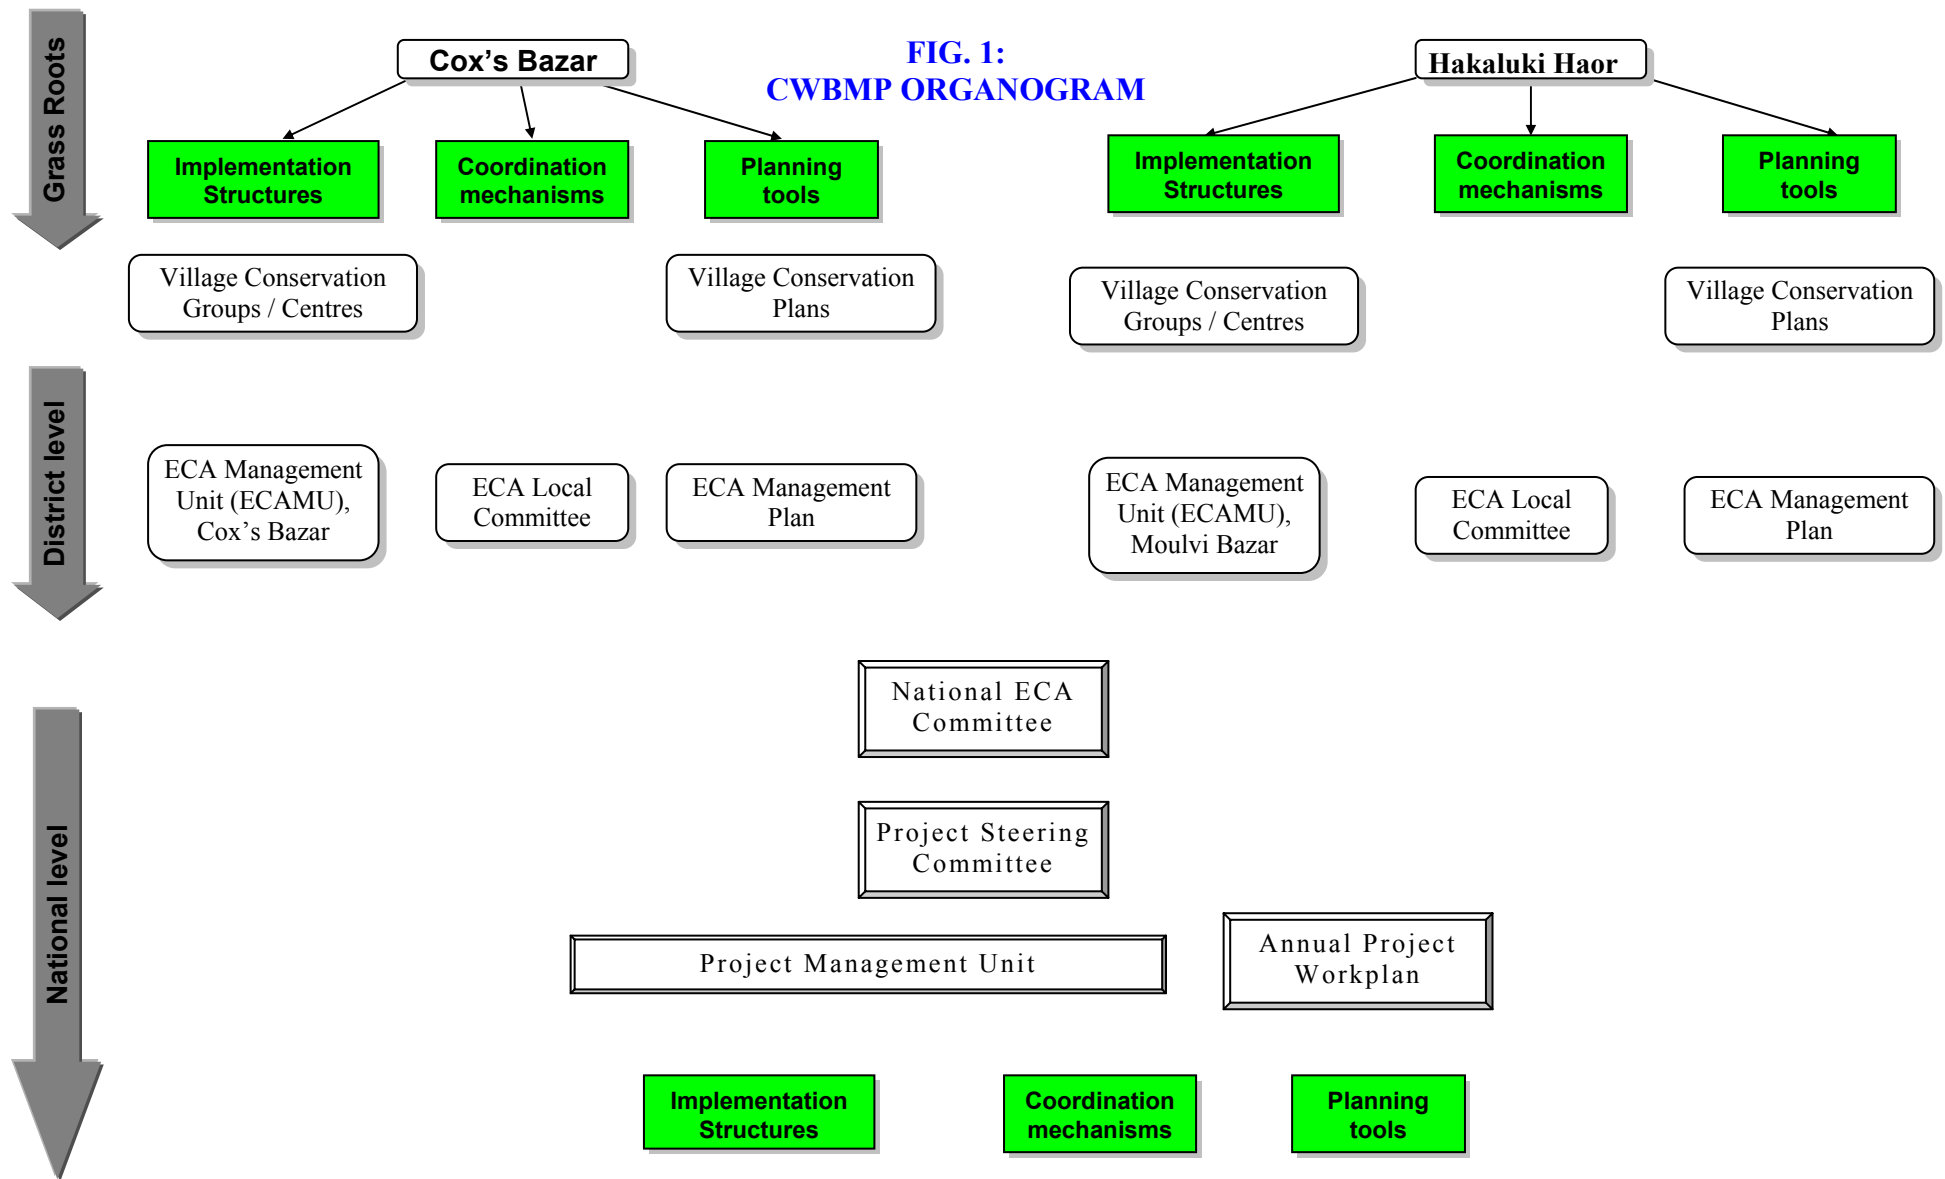 FIG. 1:
CWBMP ORGANOGRAM
Grass Roots
Cox’s Bazar
Hakaluki Haor
Implementation
Structures
Coordination
mechanisms
Planning
tools
Implementation
Structures
Coordination
mechanisms
Planning
tools
Village Conservation
Groups / Centres
Village Conservation
Plans
Village Conservation
Groups / Centres
Village Conservation
Plans
District level
ECA Management
Unit (ECAMU),
Cox’s Bazar
ECA Local
Committee
ECA Management
Plan
ECA Management
Unit (ECAMU),
Moulvi Bazar
ECA Local
Committee
ECA Management
Plan
National level
National ECA
Committee
Project Steering
Committee
Project Management Unit
Annual Project
Workplan
Implementation
Structures
Coordination
mechanisms
Planning
tools